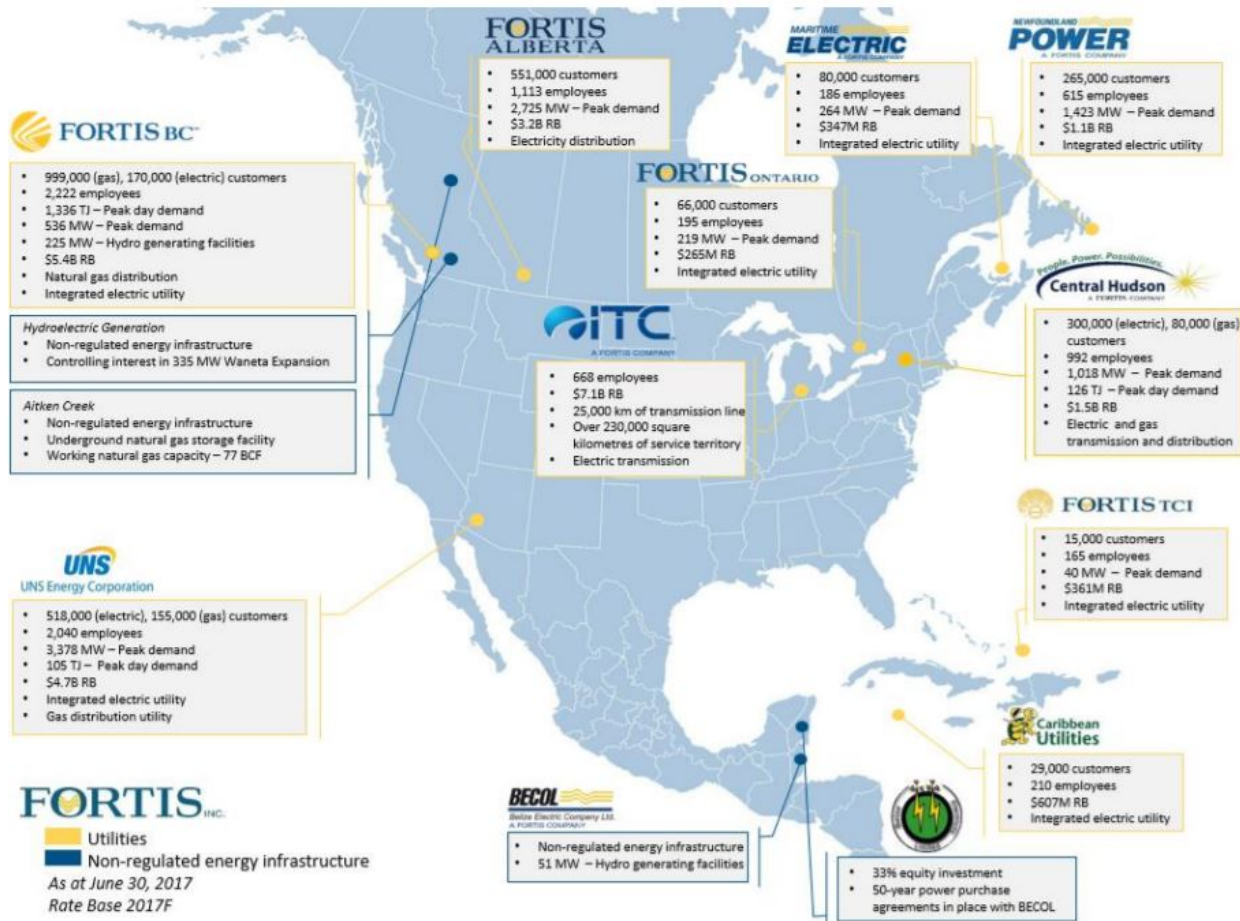 FORTIS
ALBERTA
• 551,000 customers
• 1,113 employees
• 2,725 MW – Peak demand
• $3.2B RB
• Electricity distribution
MARITIME
ELECTRIC
A FORTIS COMPANY
• 80,000 customers
• 186 employees
• 264 MW – Peak demand
• $347M RB
• Integrated electric utility
NEWFOUNDLAND
POWER
A FORTIS COMPANY
• 265,000 customers
• 615 employees
• 1,423 MW – Peak demand
• $1.1B RB
• Integrated electric utility
FORTIS BC
• 999,000 (gas), 170,000 (electric) customers
• 2,222 employees
• 1,336 TJ – Peak day demand
• 536 MW – Peak demand
• 225 MW – Hydro generating facilities
• $5.4B RB
• Natural gas distribution
• Integrated electric utility
Hydroelectric Generation
• Non-regulated energy infrastructure
• Controlling interest in 335 MW Waneta Expansion
Aitken Creek
• Non-regulated energy infrastructure
• Underground natural gas storage facility
• Working natural gas capacity – 77 BCF
FORTIS ONTARIO
• 66,000 customers
• 195 employees
• 219 MW – Peak demand
• $265M RB
• Integrated electric utility
ITC
A FORTIS COMPANY
• 668 employees
• $7.1B RB
• 25,000 km of transmission line
• Over 230,000 square
kilometres of service territory
• Electric transmission
People. Power. Possibilities.
Central Hudson
A FORTIS COMPANY
• 300,000 (electric), 80,000 (gas)
customers
• 992 employees
• 1,018 MW – Peak demand
• 126 TJ – Peak day demand
• $1.5B RB
• Electric and gas
transmission and distribution
UNS
UNS Energy Corporation
• 518,000 (electric), 155,000 (gas) customers
• 2,040 employees
• 3,378 MW – Peak demand
• 105 TJ – Peak day demand
• $4.7B RB
• Integrated electric utility
• Gas distribution utility
FORTIS TCI
• 15,000 customers
• 165 employees
• 40 MW – Peak demand
• $361M RB
• Integrated electric utility
Caribbean
Utilities
• 29,000 customers
• 210 employees
• $607M RB
• Integrated electric utility
BECOL
Belize Electric Company Ltd.
A FORTIS COMPANY
• Non-regulated energy infrastructure
• 51 MW – Hydro generating facilities
• 33% equity investment
• 50-year power purchase
agreements in place with BECOL
FORTIS INC.
Utilities
Non-regulated energy infrastructure
As at June 30, 2017
Rate Base 2017F